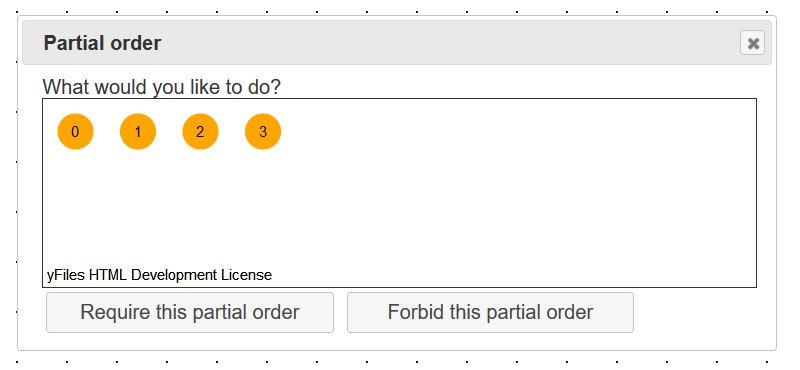 Partial order
What would you like to do?
0 1 2 3
yFiles HTML Development License
Require this partial order Forbid this partial order